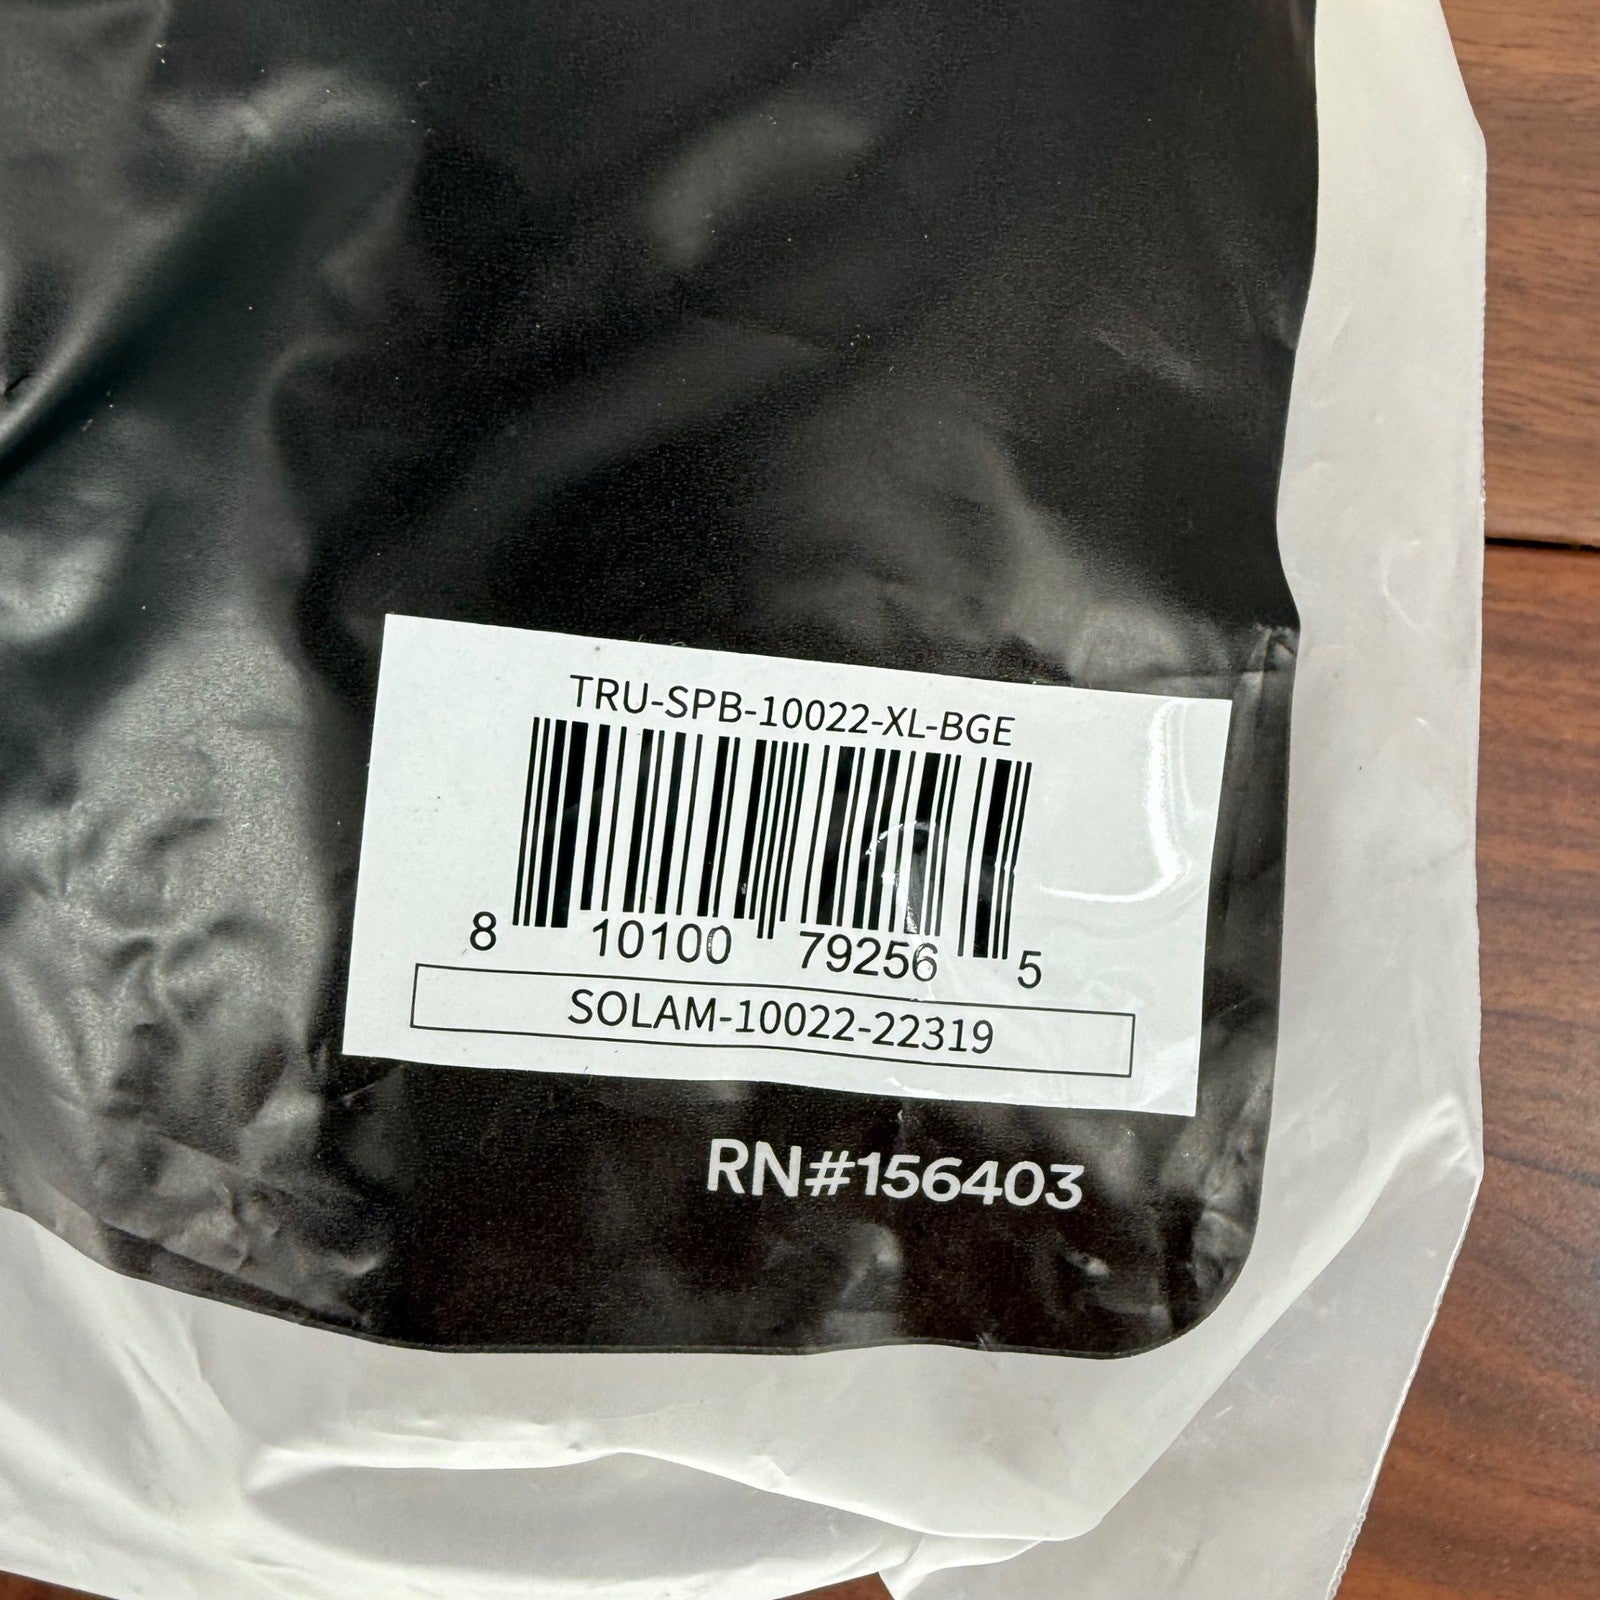 TRU-SPB-10022-XL-BGE
8 10100 79256 5
SOLAM-10022-22319
RN#156403